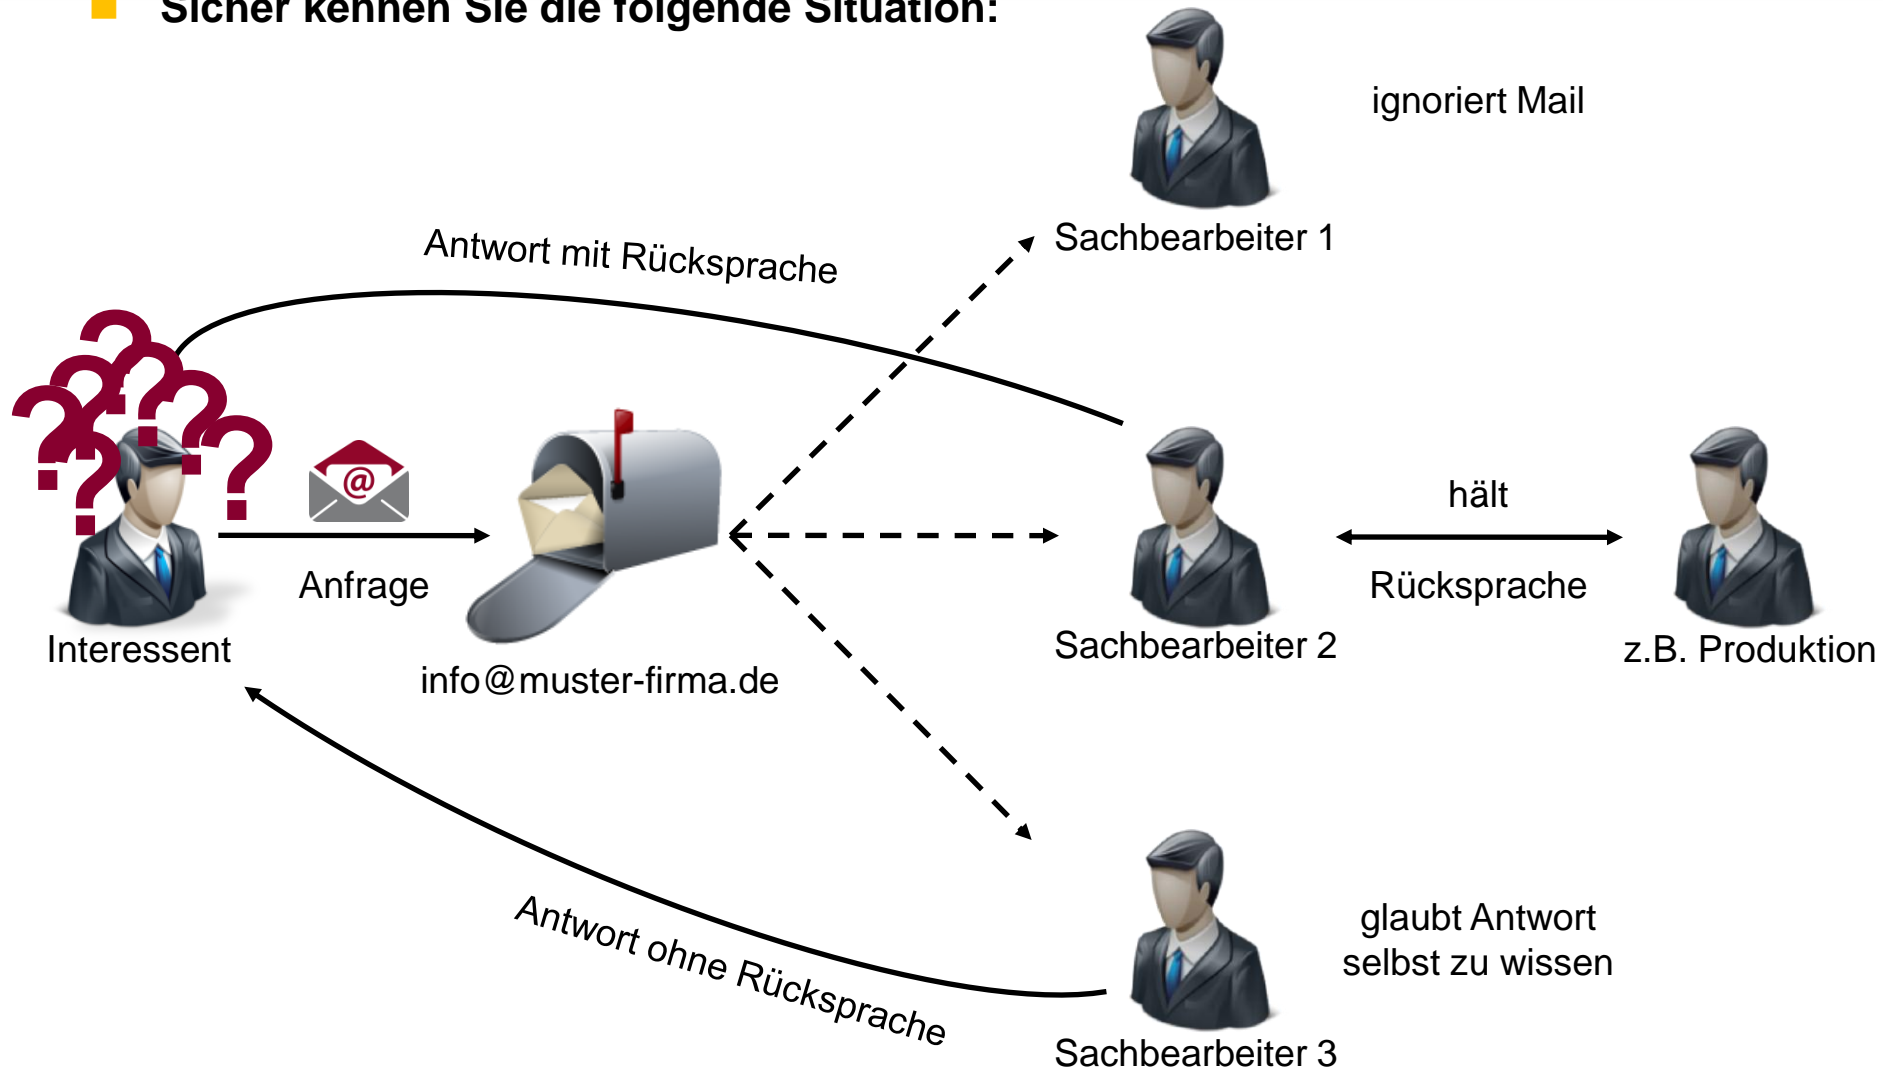 Sicher kennen Sie die folgende Situation:
ignoriert Mail
Sachbearbeiter 1
Antwort mit Rücksprache
? ? ? ? ? ? ?
@
hält
Anfrage
Rücksprache
Interessent
info@muster-firma.de
Sachbearbeiter 2
z.B. Produktion
Antwort ohne Rücksprache
glaubt Antwort
selbst zu wissen
Sachbearbeiter 3